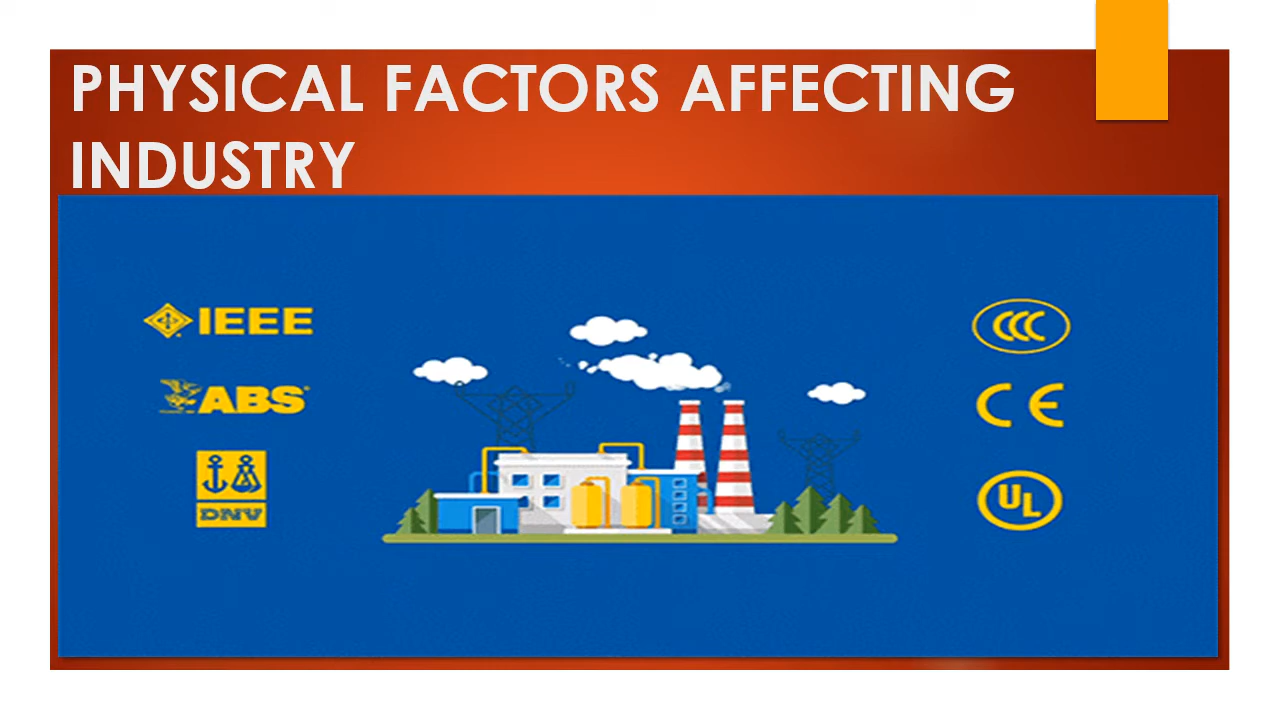 PHYSICAL FACTORS AFFECTING
INDUSTRY
IEEE
ABS
DNV
CCC
CE
UL